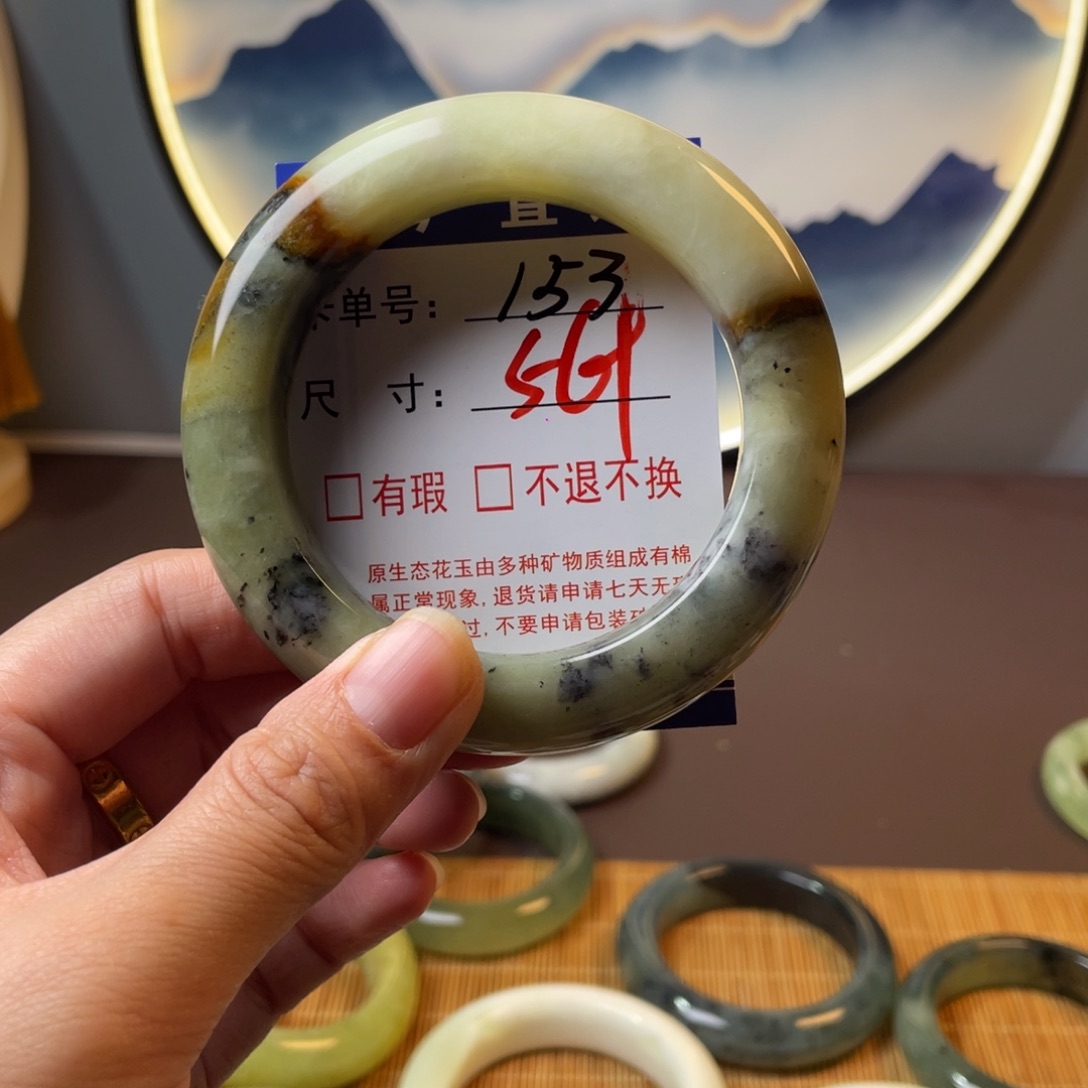 直
卡单号：153
尺 寸：56
□有瑕 □不退不换
原生态花玉由多种矿物质组成有棉
属正常现象，退货请申请七天无
过，不要申请包装